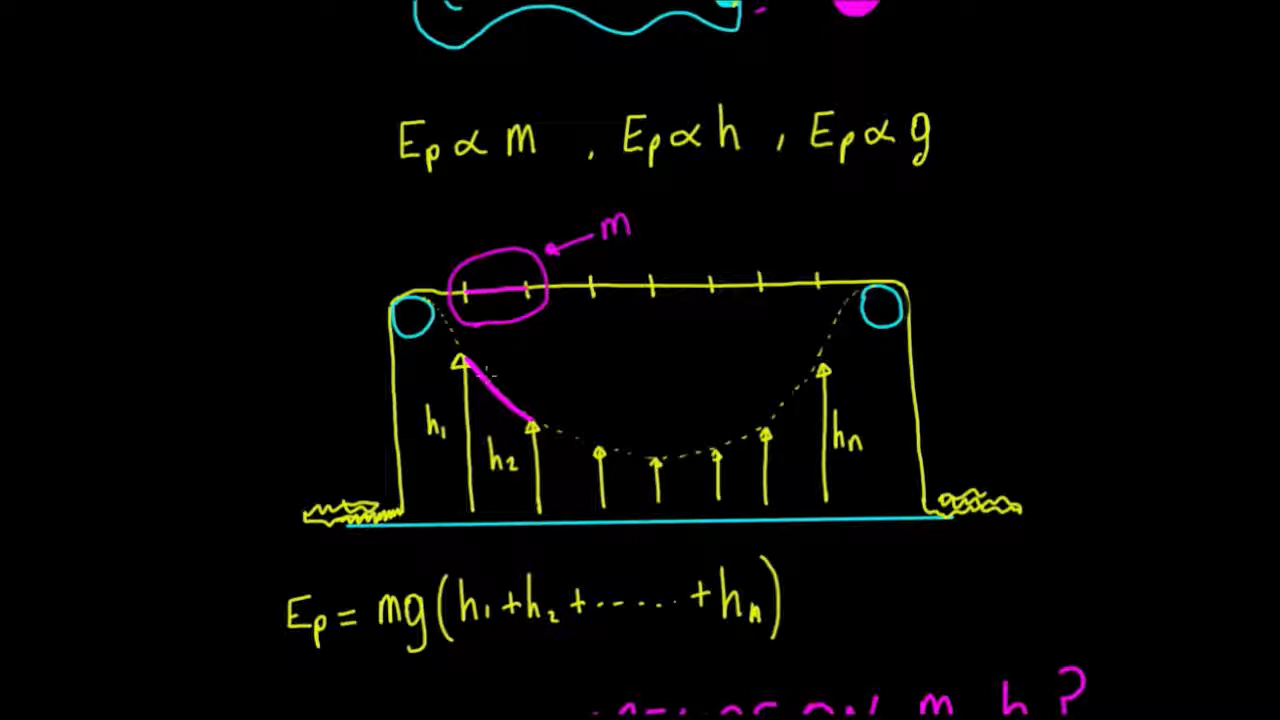 Ep ∝ m , Ep ∝ h , Ep ∝ g
m
h₁
h₂
hn
Ep = mg(h₁+h₂+......+hn)
m h ?